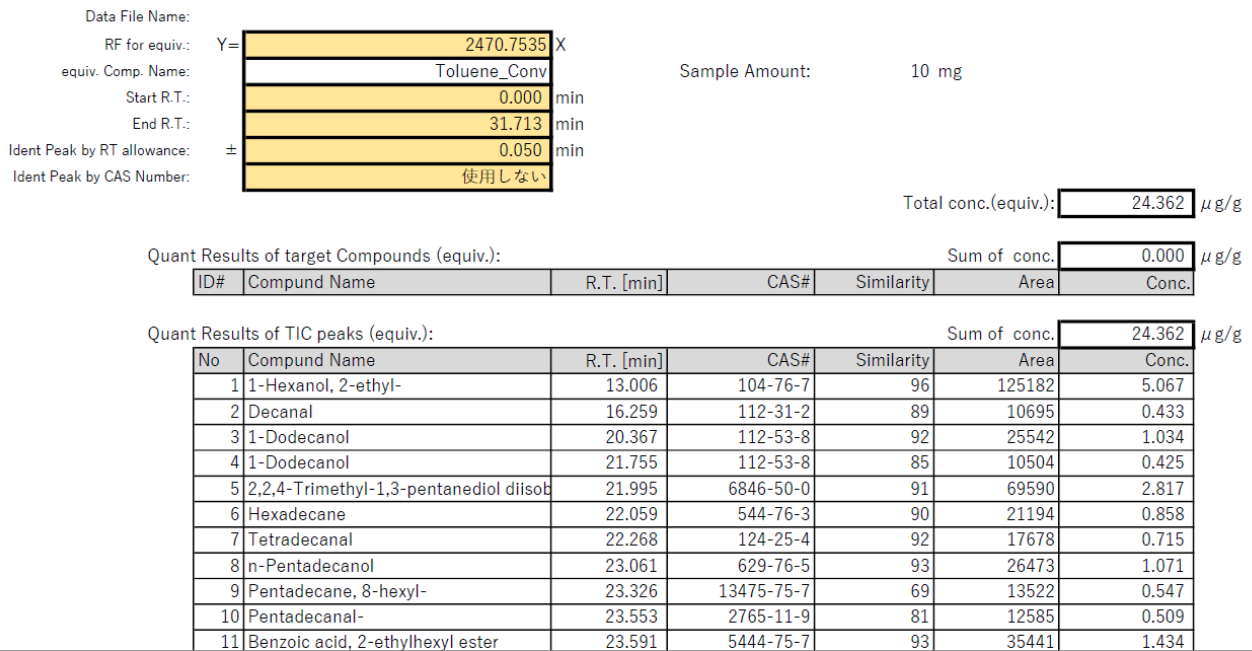 Data File Name:
RF for equiv.: Y= 2470.7535 X
equiv. Comp. Name: Toluene_Conv Sample Amount: 10 mg
Start R.T.: 0.000 min
End R.T.: 31.713 min
Ident Peak by RT allowance: ± 0.050 min
Ident Peak by CAS Number: 使用しない
Total conc.(equiv.): 24.362 μg/g
Quant Results of target Compounds (equiv.): Sum of conc. 0.000 μg/g
ID# Compund Name R.T. [min] CAS# Similarity Area Conc.
Quant Results of TIC peaks (equiv.): Sum of conc. 24.362 μg/g
No Compund Name R.T. [min] CAS# Similarity Area Conc.
1 1-Hexanol, 2-ethyl- 13.006 104-76-7 96 125182 5.067
2 Decanal 16.259 112-31-2 89 10695 0.433
3 1-Dodecanol 20.367 112-53-8 92 25542 1.034
4 1-Dodecanol 21.755 112-53-8 85 10504 0.425
5 2,2,4-Trimethyl-1,3-pentanediol diisob 21.995 6846-50-0 91 69590 2.817
6 Hexadecane 22.059 544-76-3 90 21194 0.858
7 Tetradecanal 22.268 124-25-4 92 17678 0.715
8 n-Pentadecanol 23.061 629-76-5 93 26473 1.071
9 Pentadecane, 8-hexyl- 23.326 13475-75-7 69 13522 0.547
10 Pentadecanal- 23.553 2765-11-9 81 12585 0.509
11 Benzoic acid, 2-ethylhexyl ester 23.591 5444-75-7 93 35441 1.434